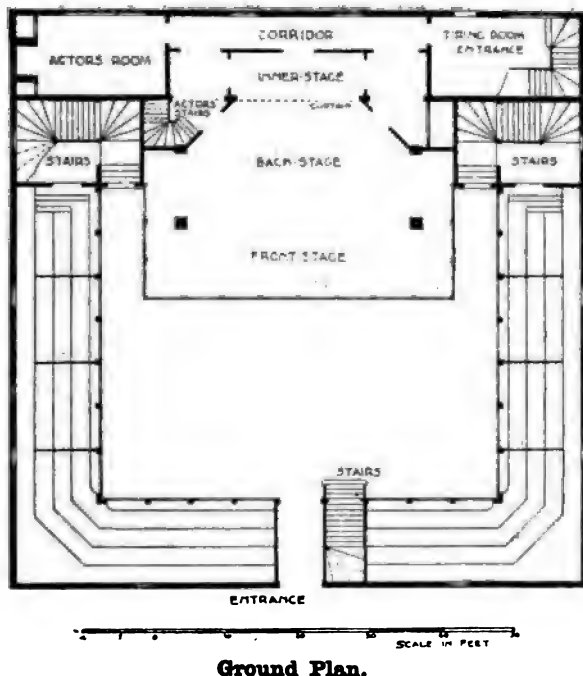 CORRIDOR
TIRING ROOM
ENTRANCE
ACTORS ROOM
INNER-STAGE
ACTORS'
STAIRS
CURTAIN
STAIRS
BACK-STAGE
STAIRS
FRONT STAGE
STAIRS
ENTRANCE
SCALE IN FEET
Ground Plan.